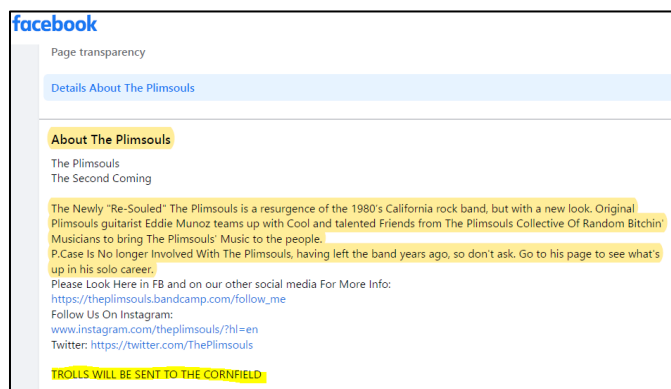 facebook
Page transparency
Details About The Plimsouls
About The Plimsouls
The Plimsouls
The Second Coming
The Newly "Re-Souled" The Plimsouls is a resurgence of the 1980's California rock band, but with a new look. Original
Plimsouls guitarist Eddie Munoz teams up with Cool and talented Friends from The Plimsouls Collective Of Random Bitchin'
Musicians to bring The Plimsouls' Music to the people.
P.Case Is No longer Involved With The Plimsouls, having left the band years ago, so don't ask. Go to his page to see what's
up in his solo career.
Please Look Here in FB and on our other social media For More Info:
https://theplimsouls.bandcamp.com/follow_me
Follow Us On Instagram:
www.instagram.com/theplimsouls/?hl=en
Twitter: https://twitter.com/ThePlimsouls
TROLLS WILL BE SENT TO THE CORNFIELD